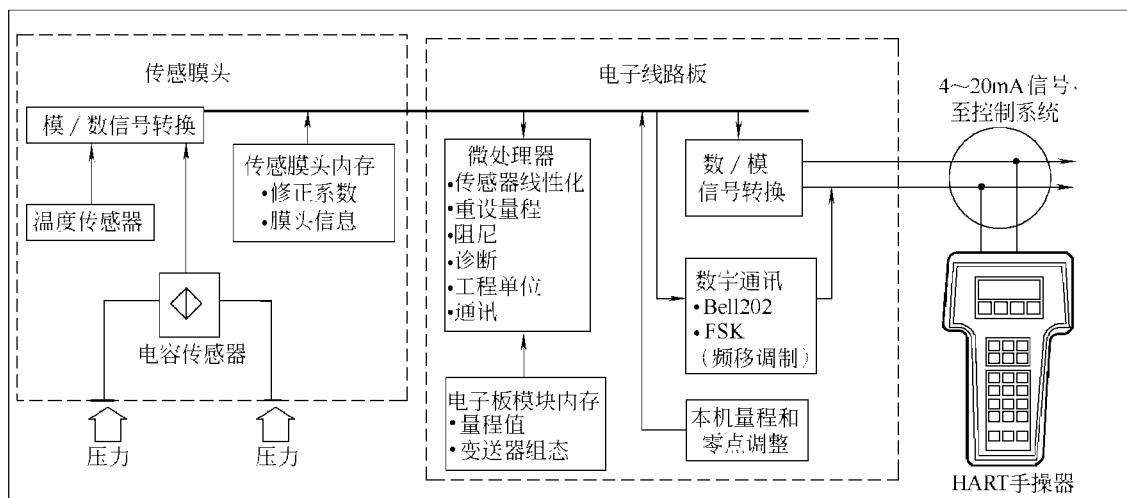 传感膜头
模／数信号转换
温度传感器
传感膜头内存
•修正系数
•膜头信息
电容传感器
压力
压力
电子线路板
微处理器
•传感器线性化
•重设量程
•阻尼
•诊断
•工程单位
•通讯
电子板模块内存
•量程值
•变送器组态
数／模
信号转换
数字通讯
•Bell202
•FSK
（频移调制）
本机量程和
零点调整
4～20mA信号，
至控制系统
HART手操器